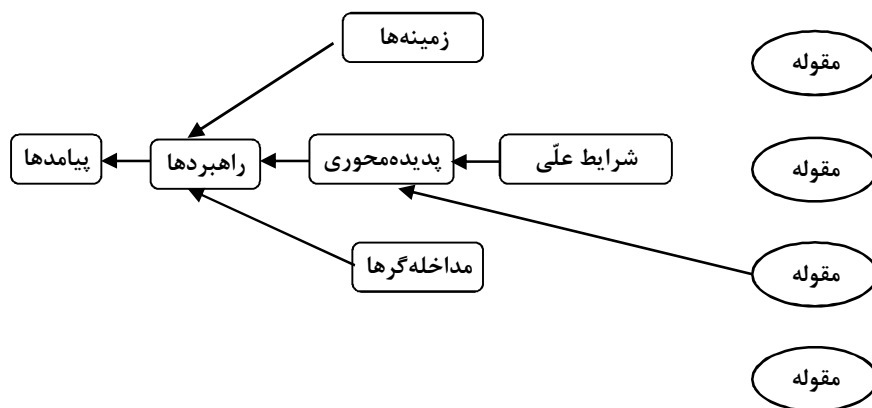 زمینه‌ها
مقوله
شرایط علّی
پدیده‌محوری
راهبردها
پیامدها
مقوله
مداخله‌گرها
مقوله
مقوله